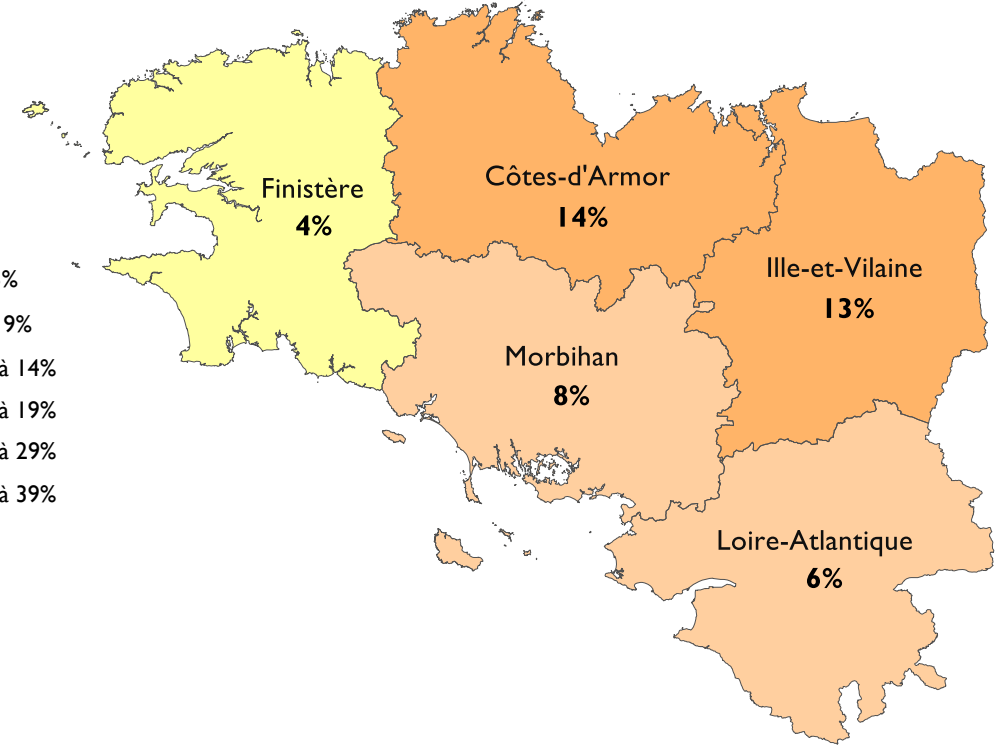 Finistère
4%
Côtes-d'Armor
14%
Ille-et-Vilaine
13%
Morbihan
8%
Loire-Atlantique
6%
%
9%
à 14%
à 19%
à 29%
à 39%